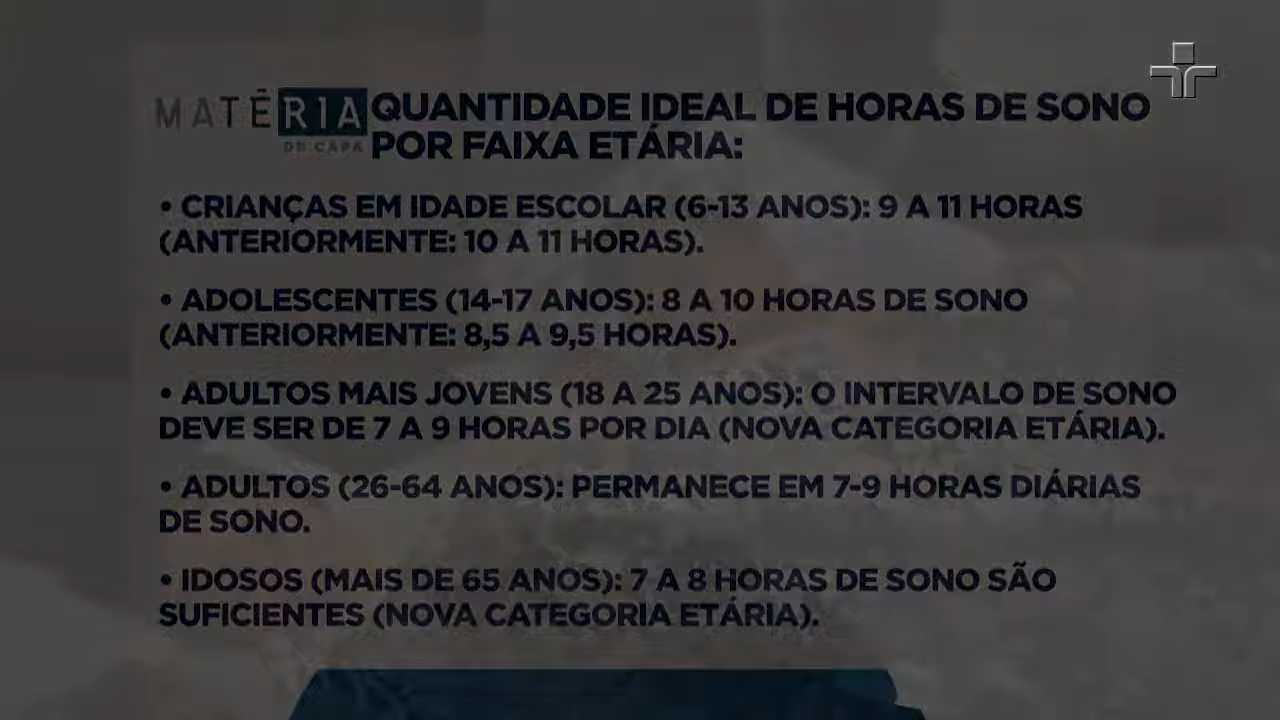 MATÉRIA
DE CAPA
QUANTIDADE IDEAL DE HORAS DE SONO
POR FAIXA ETÁRIA:
• CRIANÇAS EM IDADE ESCOLAR (6-13 ANOS): 9 A 11 HORAS
(ANTERIORMENTE: 10 A 11 HORAS).
• ADOLESCENTES (14-17 ANOS): 8 A 10 HORAS DE SONO
(ANTERIORMENTE: 8,5 A 9,5 HORAS).
• ADULTOS MAIS JOVENS (18 A 25 ANOS): O INTERVALO DE SONO
DEVE SER DE 7 A 9 HORAS POR DIA (NOVA CATEGORIA ETÁRIA).
• ADULTOS (26-64 ANOS): PERMANECE EM 7-9 HORAS DIÁRIAS
DE SONO.
• IDOSOS (MAIS DE 65 ANOS): 7 A 8 HORAS DE SONO SÃO
SUFICIENTES (NOVA CATEGORIA ETÁRIA).